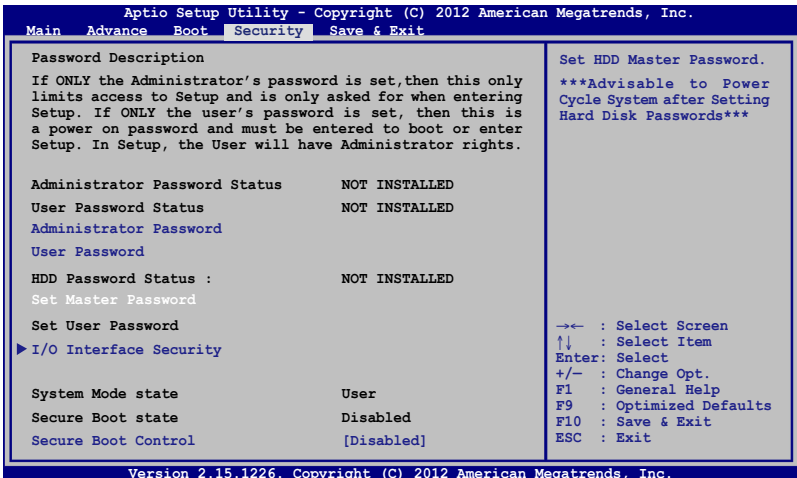 Aptio Setup Utility - Copyright (C) 2012 American Megatrends, Inc.
Main Advance Boot Security Save & Exit
Password Description
If ONLY the Administrator's password is set,then this only
limits access to Setup and is only asked for when entering
Setup. If ONLY the user's password is set, then this is
a power on password and must be entered to boot or enter
Setup. In Setup, the User will have Administrator rights.
Administrator Password Status NOT INSTALLED
User Password Status NOT INSTALLED
Administrator Password
User Password
HDD Password Status : NOT INSTALLED
Set Master Password
Set User Password
I/O Interface Security
System Mode state User
Secure Boot state Disabled
Secure Boot Control [Disabled]
Set HDD Master Password.
***Advisable to Power
Cycle System after Setting
Hard Disk Passwords***
→← : Select Screen
↑↓ : Select Item
Enter: Select
+/— : Change Opt.
F1 : General Help
F9 : Optimized Defaults
F10 : Save & Exit
ESC : Exit
Version 2.15.1226. Copyright (C) 2012 American Megatrends, Inc.